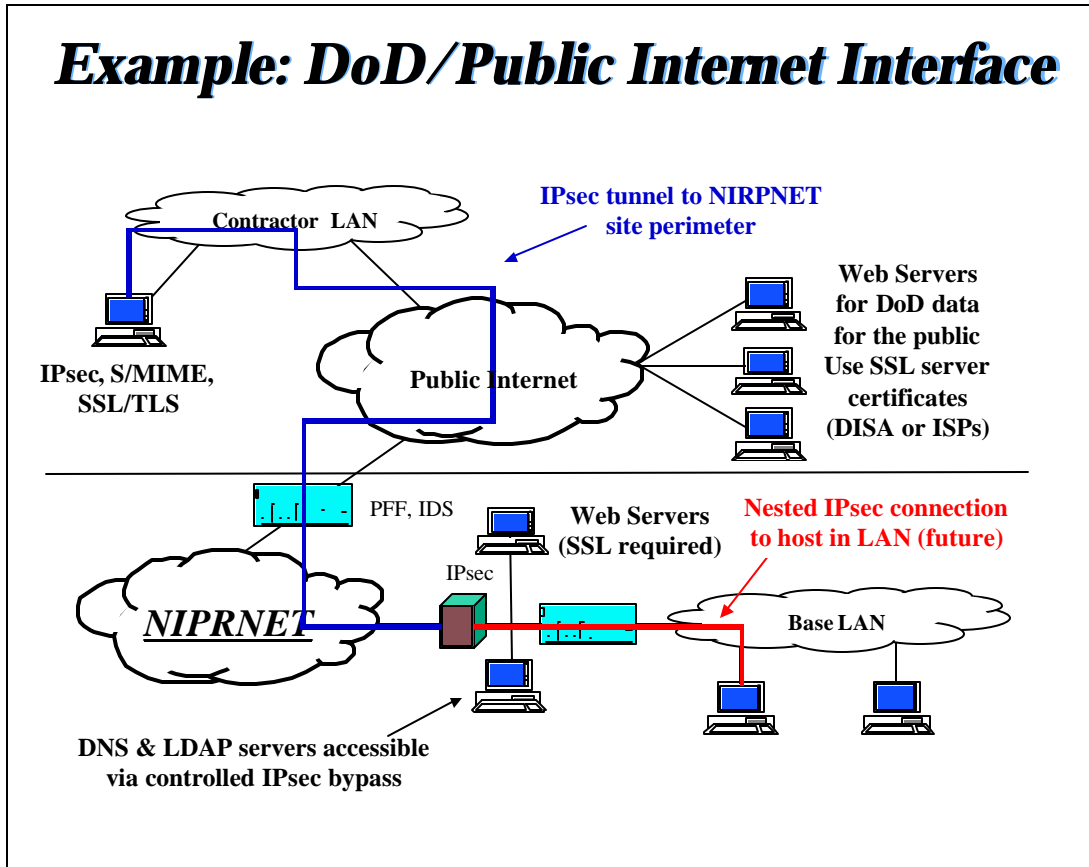 Example: DoD/Public Internet Interface
Contractor LAN
IPsec tunnel to NIRPNET
site perimeter
IPsec, S/MIME,
SSL/TLS
Public Internet
Web Servers
for DoD data
for the public
Use SSL server
certificates
(DISA or ISPs)
PFF, IDS
Web Servers
(SSL required)
Nested IPsec connection
to host in LAN (future)
IPsec
NIPRNET
Base LAN
DNS & LDAP servers accessible
via controlled IPsec bypass